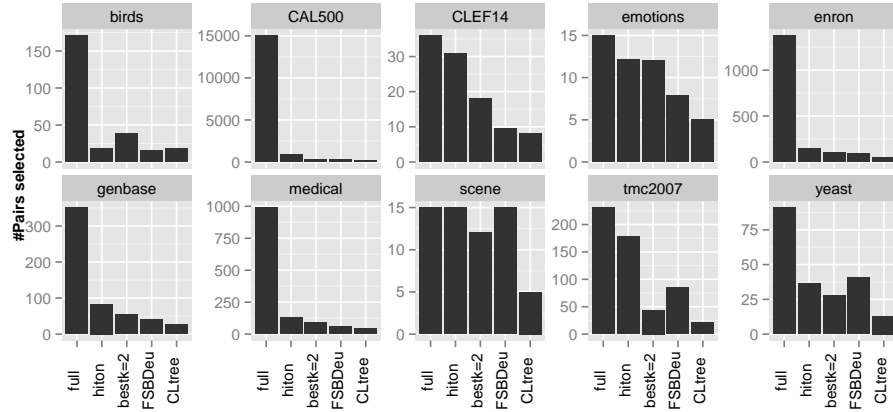 birds
CAL500
CLEF14
emotions
enron
#Pairs selected
150
100
50
0
15000
10000
5000
0
30
20
10
0
15
10
5
0
1000
500
0
genbase
medical
scene
tmc2007
yeast
300
200
100
0
1000
750
500
250
0
15
10
5
0
200
150
100
50
0
75
50
25
0
full hiton bestk=2 FSBDeu CLtree
full hiton bestk=2 FSBDeu CLtree
full hiton bestk=2 FSBDeu CLtree
full hiton bestk=2 FSBDeu CLtree
full hiton bestk=2 FSBDeu CLtree